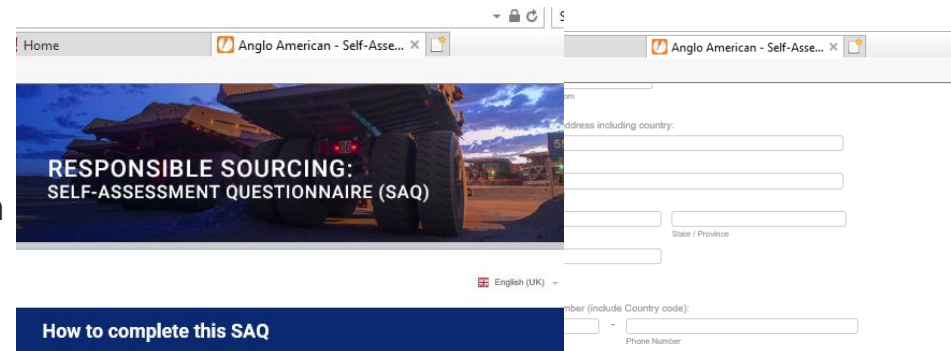 Home
Anglo American - Self-Asse...
RESPONSIBLE SOURCING:
SELF-ASSESSMENT QUESTIONNAIRE (SAQ)
English (UK)
How to complete this SAQ
Anglo American - Self-Asse...
ddress including country:
State / Province
mber (include Country code):
-
Phone Number